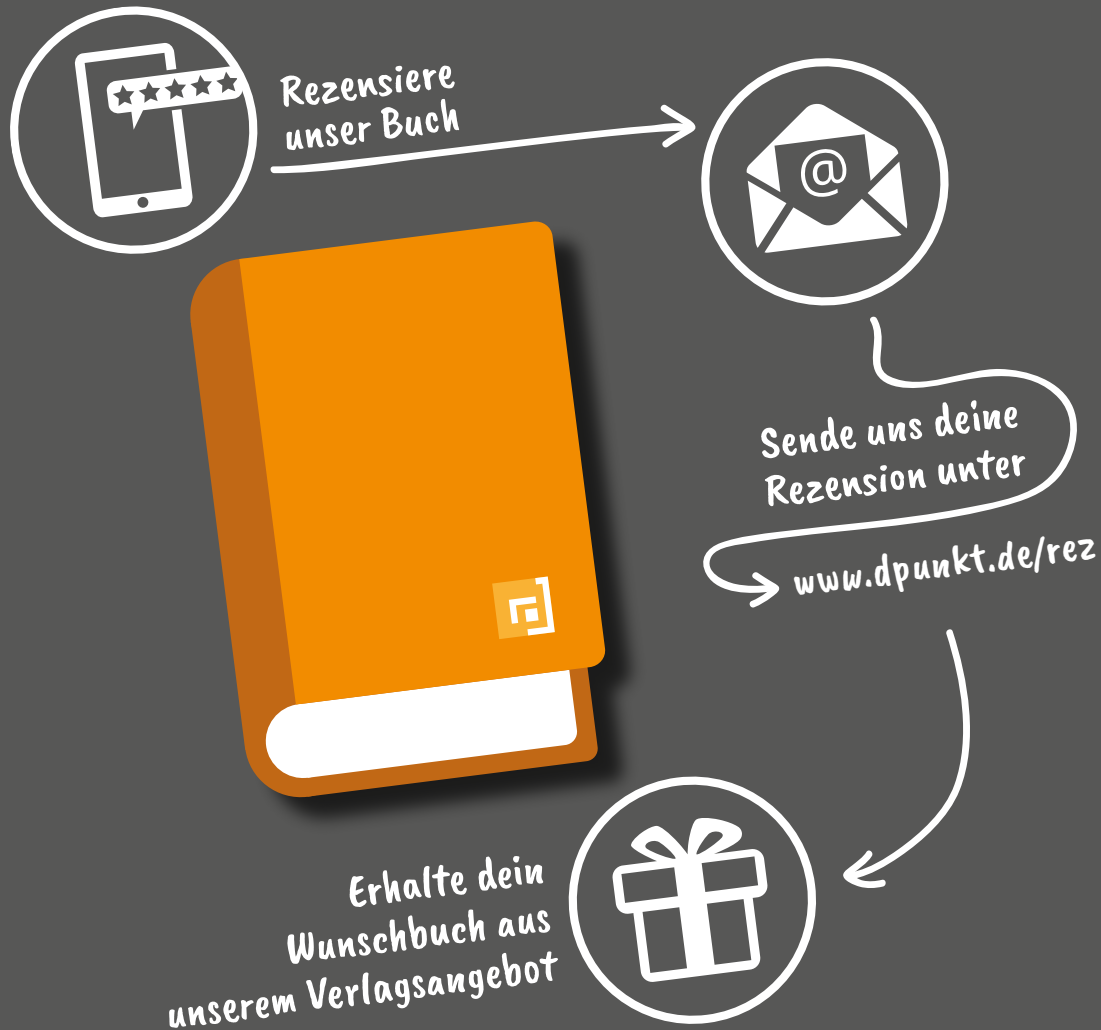 Rezensiere
unser Buch
@
Sende uns deine
Rezension unter
www.dpunkt.de/rez
Erhalte dein
Wunschbuch aus
unserem Verlagsangebot